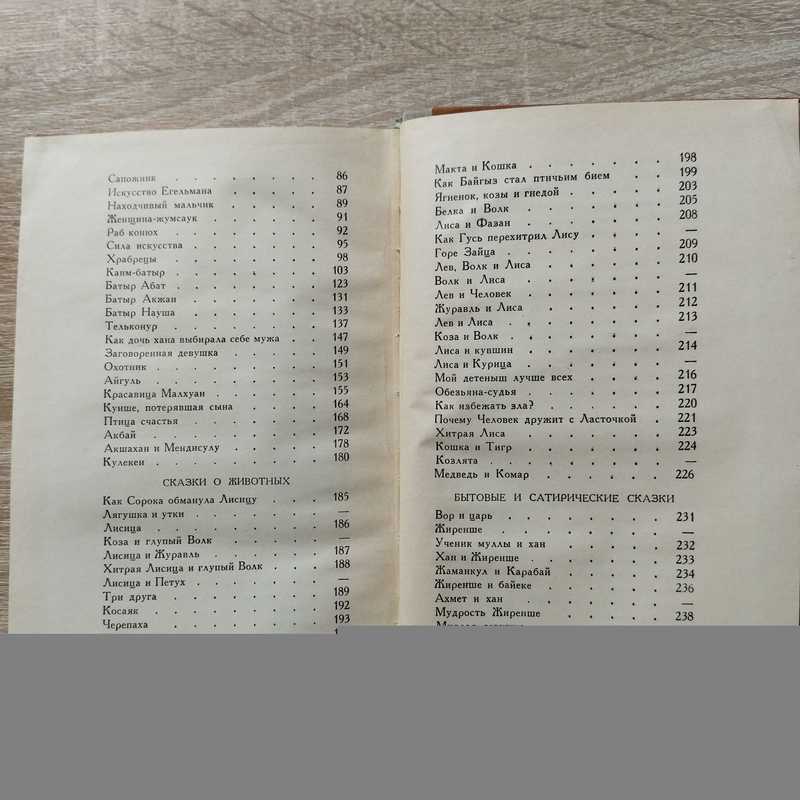 Сапожник . . . . . . . . 86
Искусство Егельмана . . . . . 87
Находчивый мальчик . . . . . 89
Женщина-жумсаук . . . . . . 91
Раб конюх . . . . . . . . 92
Сила искусства . . . . . . . 95
Храбрецы . . . . . . . . 98
Каим-батыр . . . . . . . . 103
Батыр Абат . . . . . . . . 123
Батыр Акжан . . . . . . . 131
Батыр Науша . . . . . . . 133
Тельконур . . . . . . . . 137
Как дочь хана выбирала себе мужа . . 147
Заговоренная девушка . . . . . 149
Охотник . . . . . . . . . 151
Айгуль . . . . . . . . . 153
Красавица Малхуан . . . . . . 155
Куише, потерявшая сына . . . . 164
Птица счастья . . . . . . . 168
Акбай . . . . . . . . . 172
Акшахан и Мендисулу . . . . . 178
Кулекеи . . . . . . . . . 180
СКАЗКИ О ЖИВОТНЫХ
Как Сорока обманула Лисицу . . . 185
Лягушка и утки . . . . . . . —
Лисица . . . . . . . . . 186
Коза и глупый Волк . . . . . . —
Лисица и Журавль . . . . . . 187
Хитрая Лисица и глупый Волк . . . 188
Лисица и Петух . . . . . . . —
Три друга . . . . . . . . 189
Косаяк . . . . . . . . . 192
Черепаха . . . . . . . . 193
Макта и Кошка . . . . . . . 198
Как Байгыз стал птичьим бием . . 199
Ягненок, козы и гнедой . . . . . 203
Белка и Волк . . . . . . . 205
Лиса и Фазан . . . . . . . 208
Как Гусь перехитрил Лису . . . . —
Горе Зайца . . . . . . . . 209
Лев, Волк и Лиса . . . . . . 210
Волк и Лиса . . . . . . . —
Лев и Человек . . . . . . . 211
Журавль и Лиса . . . . . . 212
Лев и Лиса . . . . . . . . 213
Коза и Волк . . . . . . . . —
Лиса и кувшин . . . . . . . 214
Лиса и Курица . . . . . . . —
Мой детеныш лучше всех . . . . 216
Обезьяна-судья . . . . . . . 217
Как избежать зла? . . . . . . 220
Почему Человек дружит с Ласточкой . 221
Хитрая Лиса . . . . . . . 223
Кошка и Тигр . . . . . . . 224
Козлята . . . . . . . . . —
Медведь и Комар . . . . . . 226
БЫТОВЫЕ И САТИРИЧЕСКИЕ СКАЗКИ
Вор и царь . . . . . . . . 231
Жиренше . . . . . . . . —
Ученик муллы и хан . . . . . 232
Хан и Жиренше . . . . . . 233
Жаманкул и Карабай . . . . . 234
Жиренше и байеке . . . . . . 236
Ахмет и хан . . . . . . . —
Мудрость Жиренше . . . . . 238